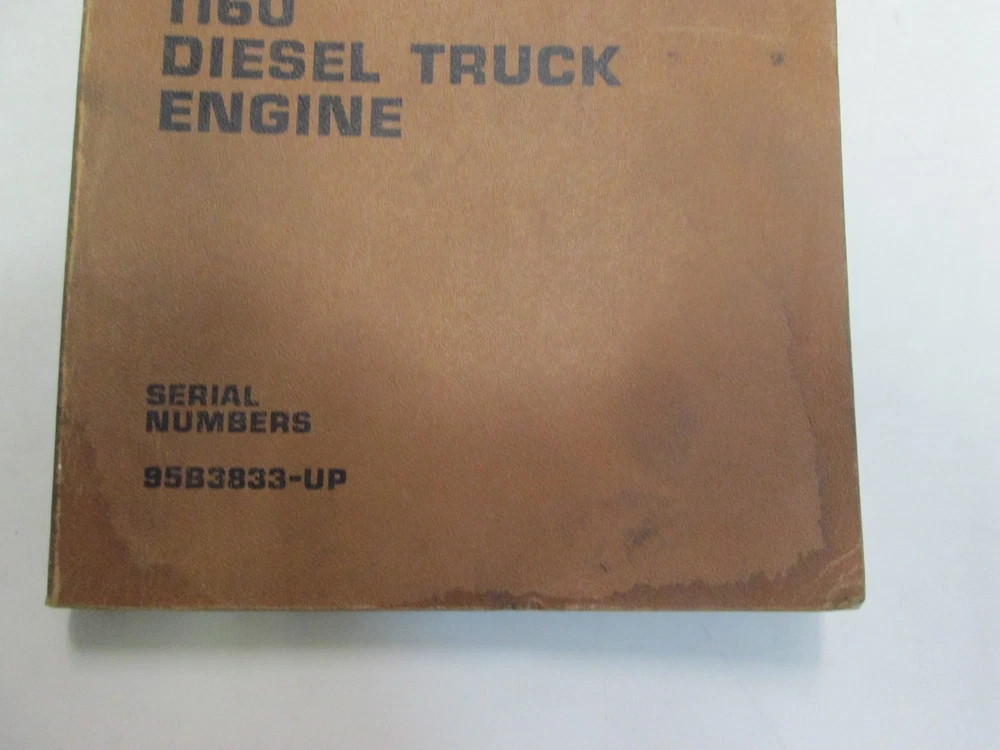 1160
DIESEL TRUCK
ENGINE
SERIAL
NUMBERS
95B3833-UP